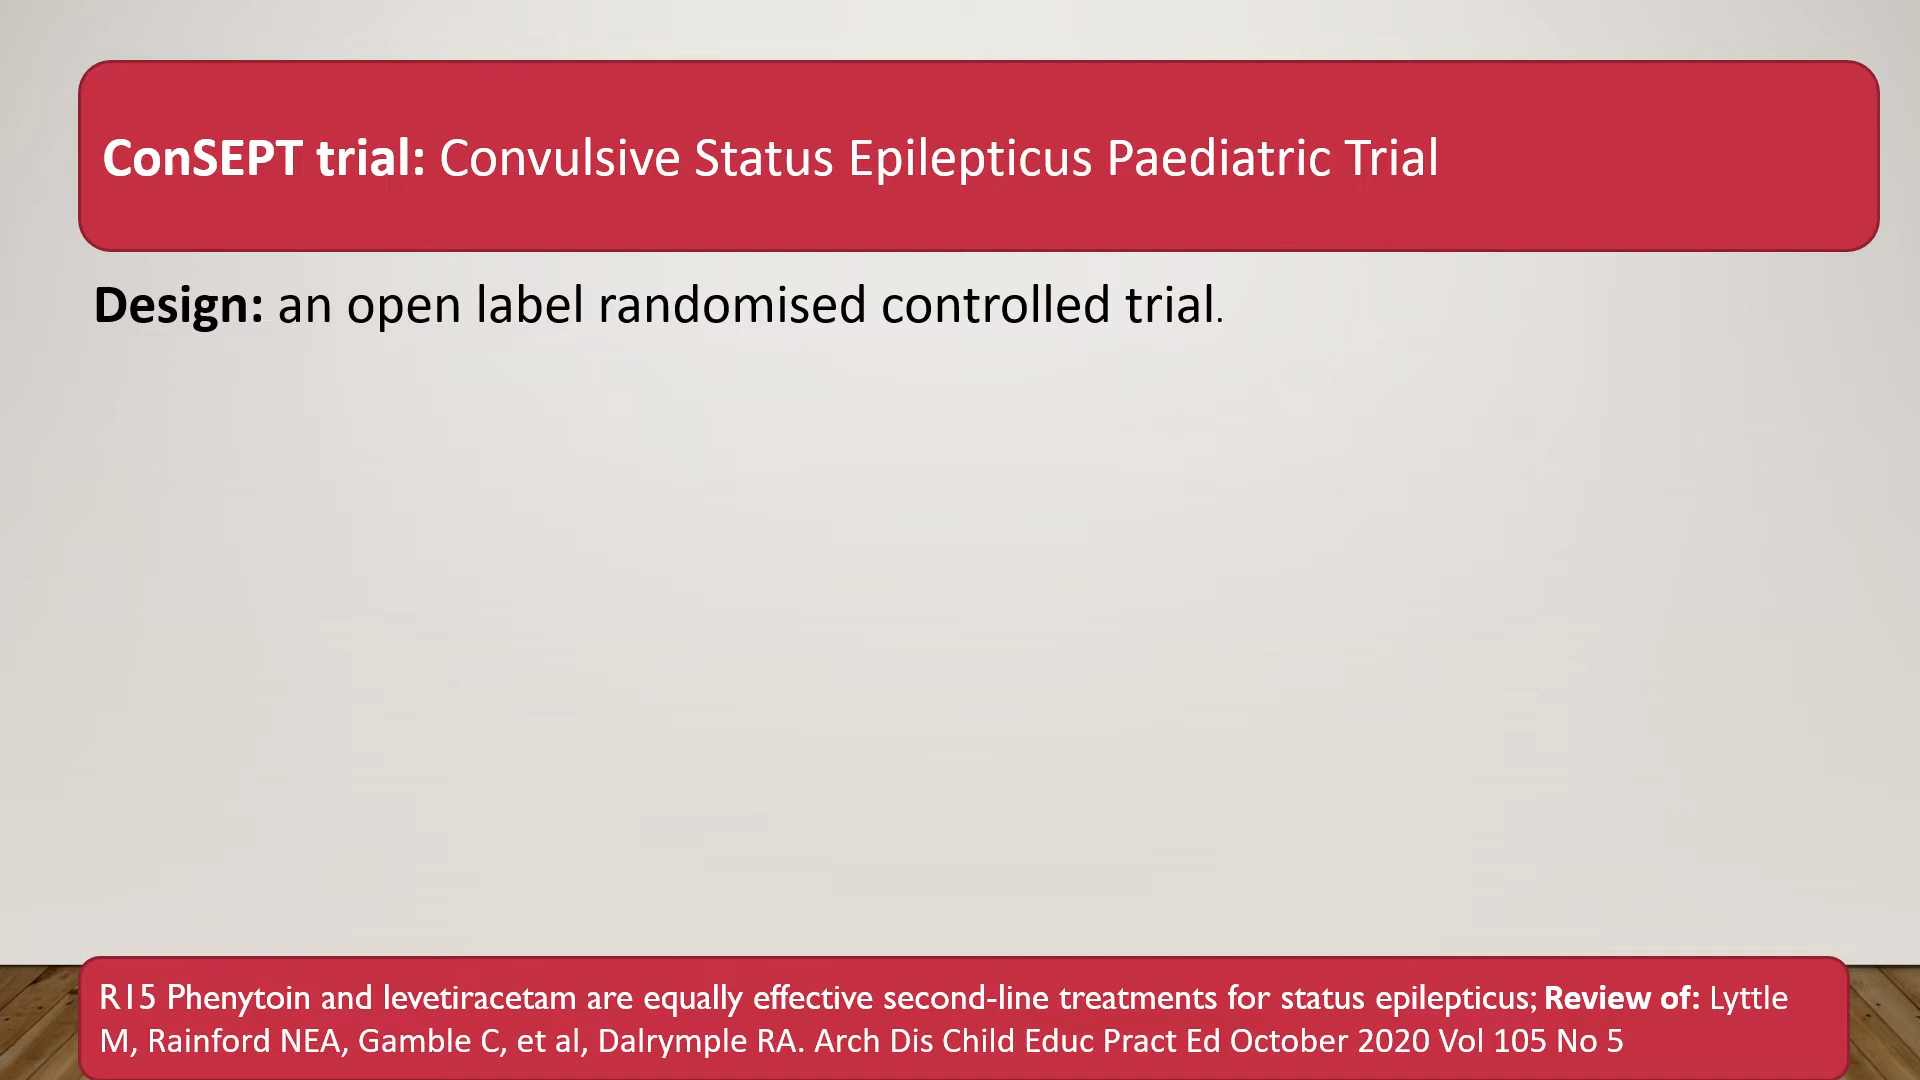 ConSEPT trial: Convulsive Status Epilepticus Paediatric Trial
Design: an open label randomised controlled trial.
R15 Phenytoin and levetiracetam are equally effective second-line treatments for status epilepticus; Review of: Lyttle
M, Rainford NEA, Gamble C, et al, Dalrymple RA. Arch Dis Child Educ Pract Ed October 2020 Vol 105 No 5